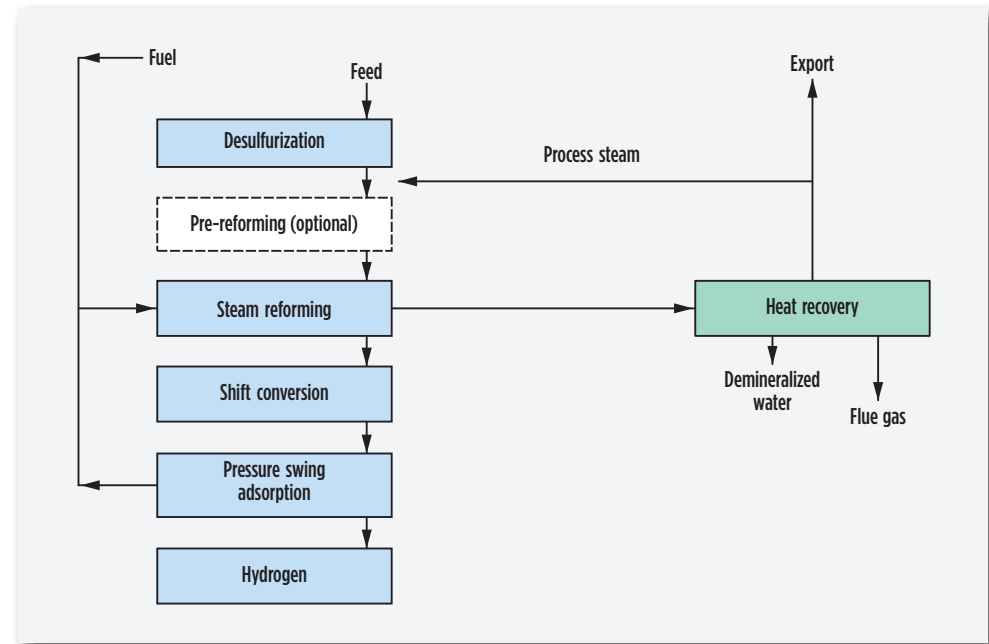 Fuel
Feed
Export
Desulfurization
Process steam
Pre-reforming (optional)
Steam reforming
Heat recovery
Demineralized
water
Flue gas
Shift conversion
Pressure swing
adsorption
Hydrogen